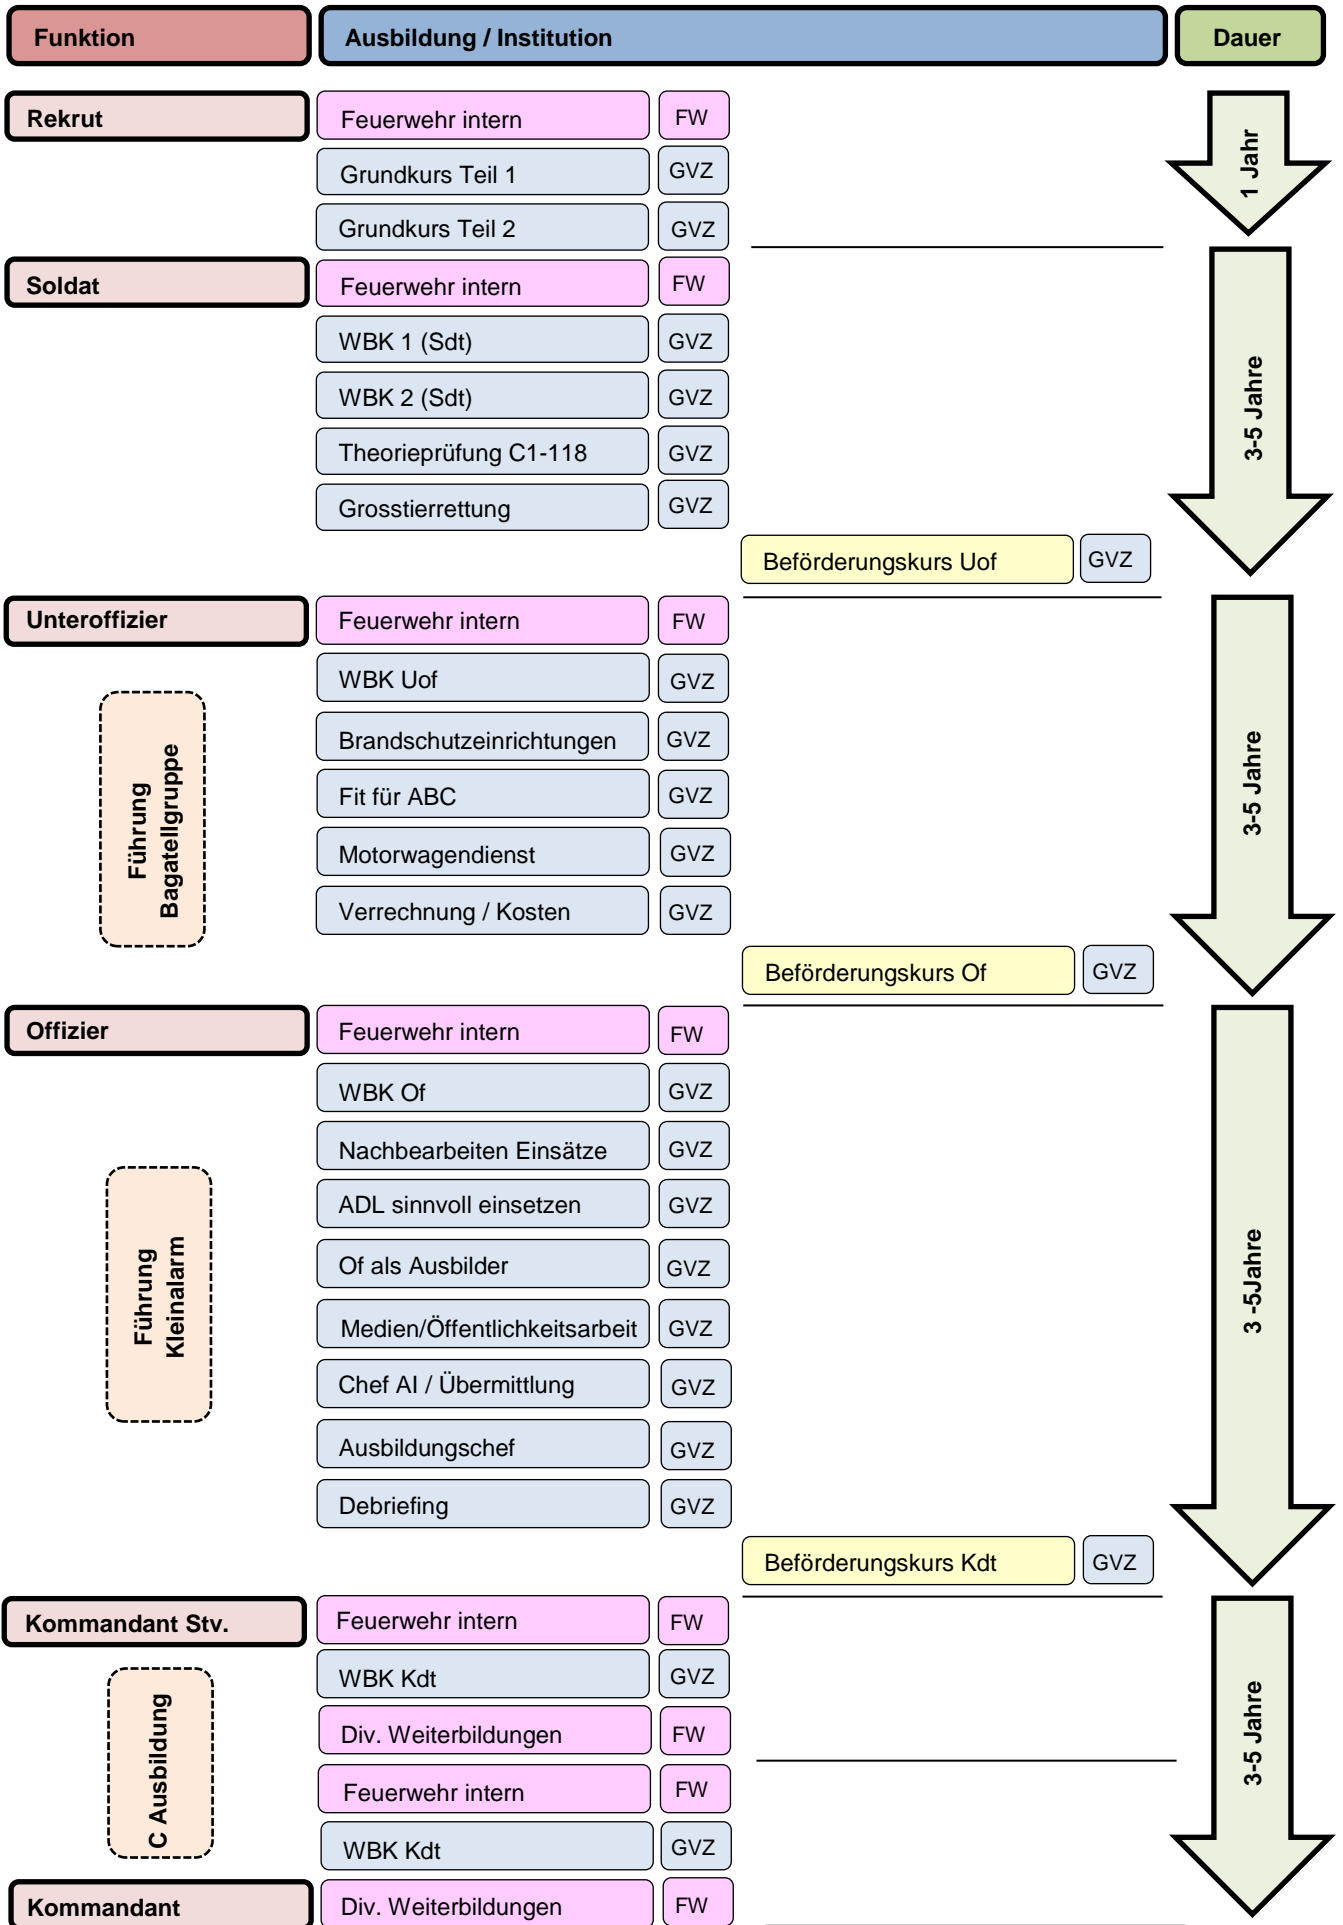 Funktion Ausbildung / Institution Dauer
Rekrut Feuerwehr intern FW
Grundkurs Teil 1 GVZ
1 Jahr
Grundkurs Teil 2 GVZ
Soldat Feuerwehr intern FW
WBK 1 (Sdt) GVZ
WBK 2 (Sdt) GVZ
3-5 Jahre
Theorieprüfung C1-118 GVZ
Grosstierrettung GVZ
Beförderungskurs Uof GVZ
Unteroffizier Feuerwehr intern FW
WBK Uof GVZ
Brandschutzeinrichtungen GVZ
3-5 Jahre
Fit für ABC GVZ
Führung
Bagatellgruppe
Motorwagendienst GVZ
Verrechnung / Kosten GVZ
Beförderungskurs Of GVZ
Offizier Feuerwehr intern FW
WBK Of GVZ
Nachbearbeiten Einsätze GVZ
ADL sinnvoll einsetzen GVZ
Of als Ausbilder GVZ
3 -5Jahre
Führung
Kleinalarm
Medien/Öffentlichkeitsarbeit GVZ
Chef AI / Übermittlung GVZ
Ausbildungschef GVZ
Debriefing GVZ
Beförderungskurs Kdt GVZ
Kommandant Stv. Feuerwehr intern FW
WBK Kdt GVZ
Div. Weiterbildungen FW
3-5 Jahre
C Ausbildung
Feuerwehr intern FW
WBK Kdt GVZ
Kommandant Div. Weiterbildungen FW